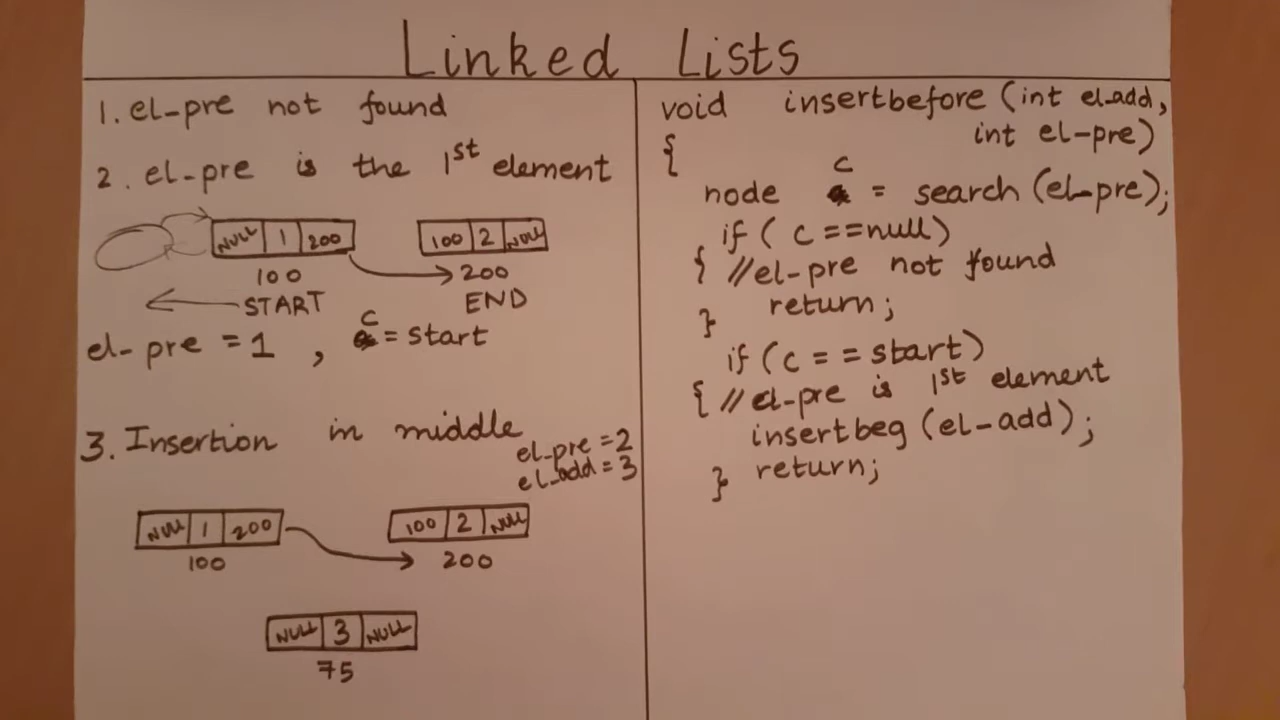 Linked Lists
1. el-pre not found
2. el-pre is the 1st element
NULL 1 200
100 2 NULL
100
200
START
END
el-pre = 1 , c = start
3. Insertion in middle
el-pre = 2
el-add = 3
NULL 1 200
100 2 NULL
100
200
NULL 3 NULL
75
void insertbefore (int el-add,
int el-pre)
{
node c = search (el-pre);
if ( c ==null)
{ //el-pre not found
return;
}
if (c == start)
{ //el-pre is 1st element
insertbeg (el-add);
} return;